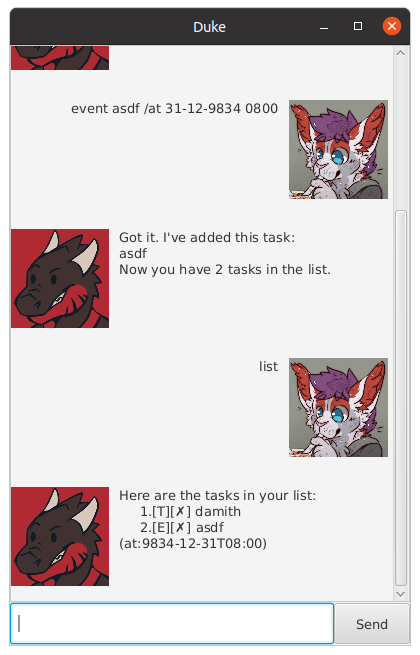 Duke
event asdf /at 31-12-9834 0800
Got it. I've added this task:
asdf
Now you have 2 tasks in the list.
list
Here are the tasks in your list:
1.[T][✗] damith
2.[E][✗] asdf
(at:9834-12-31T08:00)
Send